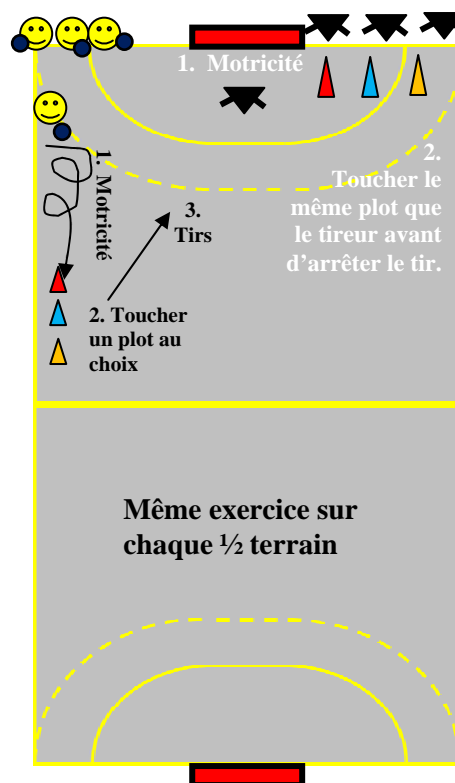 1. Motricité
2.
Toucher le
même plot que
le tireur avant
d'arrêter le tir.
1. Motricité
3.
Tirs
2. Toucher
un plot au
choix
Même exercice sur
chaque ½ terrain